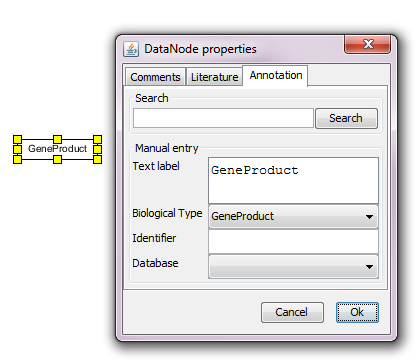 DataNode properties
Comments Literature Annotation
Search
Search
GeneProduct
Manual entry
Text label GeneProduct
Biological Type GeneProduct
Identifier
Database
Cancel Ok